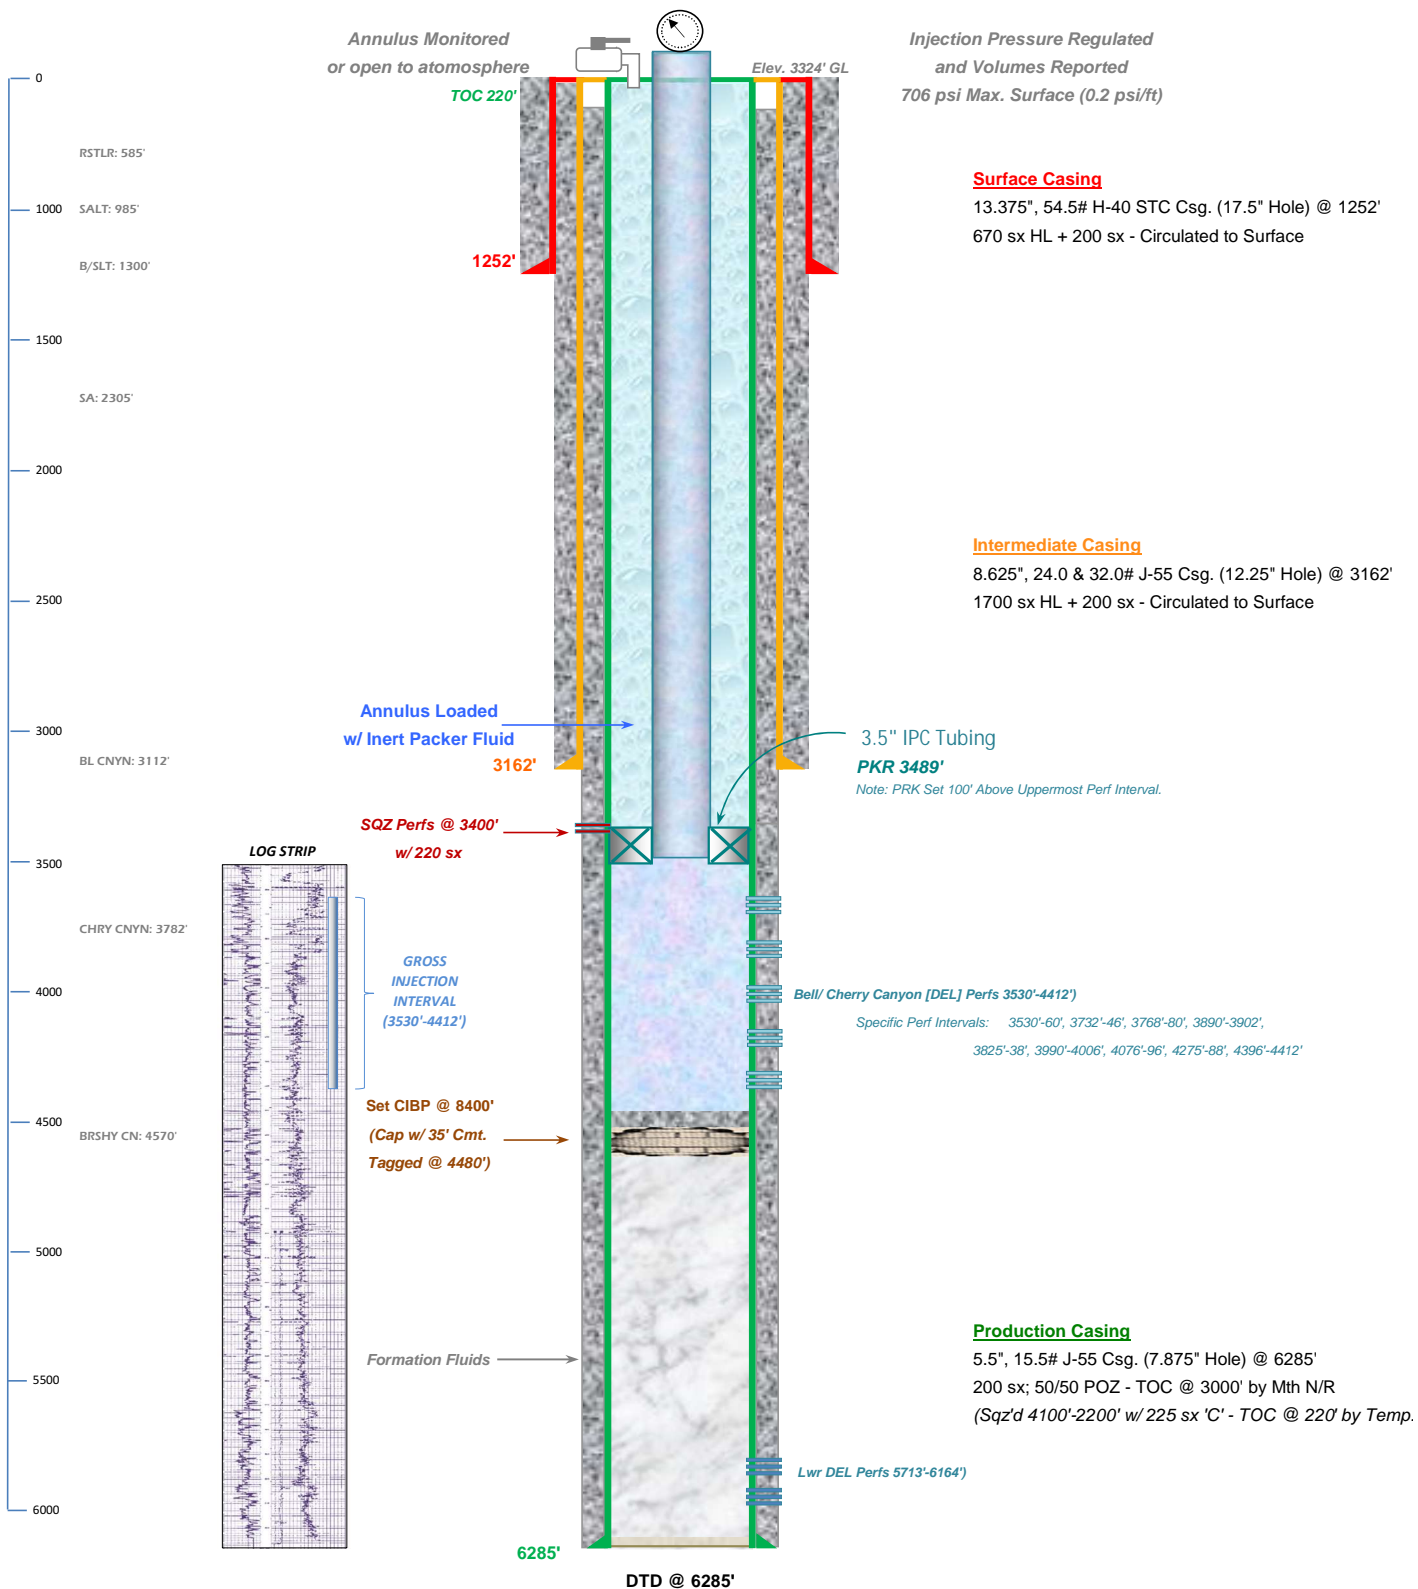 Annulus Monitored
or open to atomosphere
TOC 220'
Elev. 3324' GL
Injection Pressure Regulated
and Volumes Reported
706 psi Max. Surface (0.2 psi/ft)
0
RSTLR: 585'
1000
SALT: 985'
B/SLT: 1300'
1252'
Surface Casing
13.375", 54.5# H-40 STC Csg. (17.5" Hole) @ 1252'
670 sx HL + 200 sx - Circulated to Surface
1500
SA: 2305'
2000
2500
Intermediate Casing
8.625", 24.0 & 32.0# J-55 Csg. (12.25" Hole) @ 3162'
1700 sx HL + 200 sx - Circulated to Surface
Annulus Loaded
w/ Inert Packer Fluid
3000
BL CNYN: 3112'
3162'
3.5" IPC Tubing
PKR 3489'
Note: PRK Set 100' Above Uppermost Perf Interval.
SQZ Perfs @ 3400'
w/ 220 sx
LOG STRIP
3500
CHRY CNYN: 3782'
GROSS
INJECTION
INTERVAL
(3530'-4412')
4000
Bell/ Cherry Canyon [DEL] Perfs 3530'-4412')
Specific Perf Intervals: 3530'-60', 3732'-46', 3768'-80', 3890'-3902',
3825'-38', 3990'-4006', 4076'-96', 4275'-88', 4396'-4412'
Set CIBP @ 8400'
(Cap w/ 35' Cmt.
Tagged @ 4480')
4500
BRSHY CN: 4570'
5000
Formation Fluids
5500
Production Casing
5.5", 15.5# J-55 Csg. (7.875" Hole) @ 6285'
200 sx; 50/50 POZ - TOC @ 3000' by Mth N/R
(Sqz'd 4100'-2200' w/ 225 sx 'C' - TOC @ 220' by Temp.
Lwr DEL Perfs 5713'-6164')
6000
6285'
DTD @ 6285'